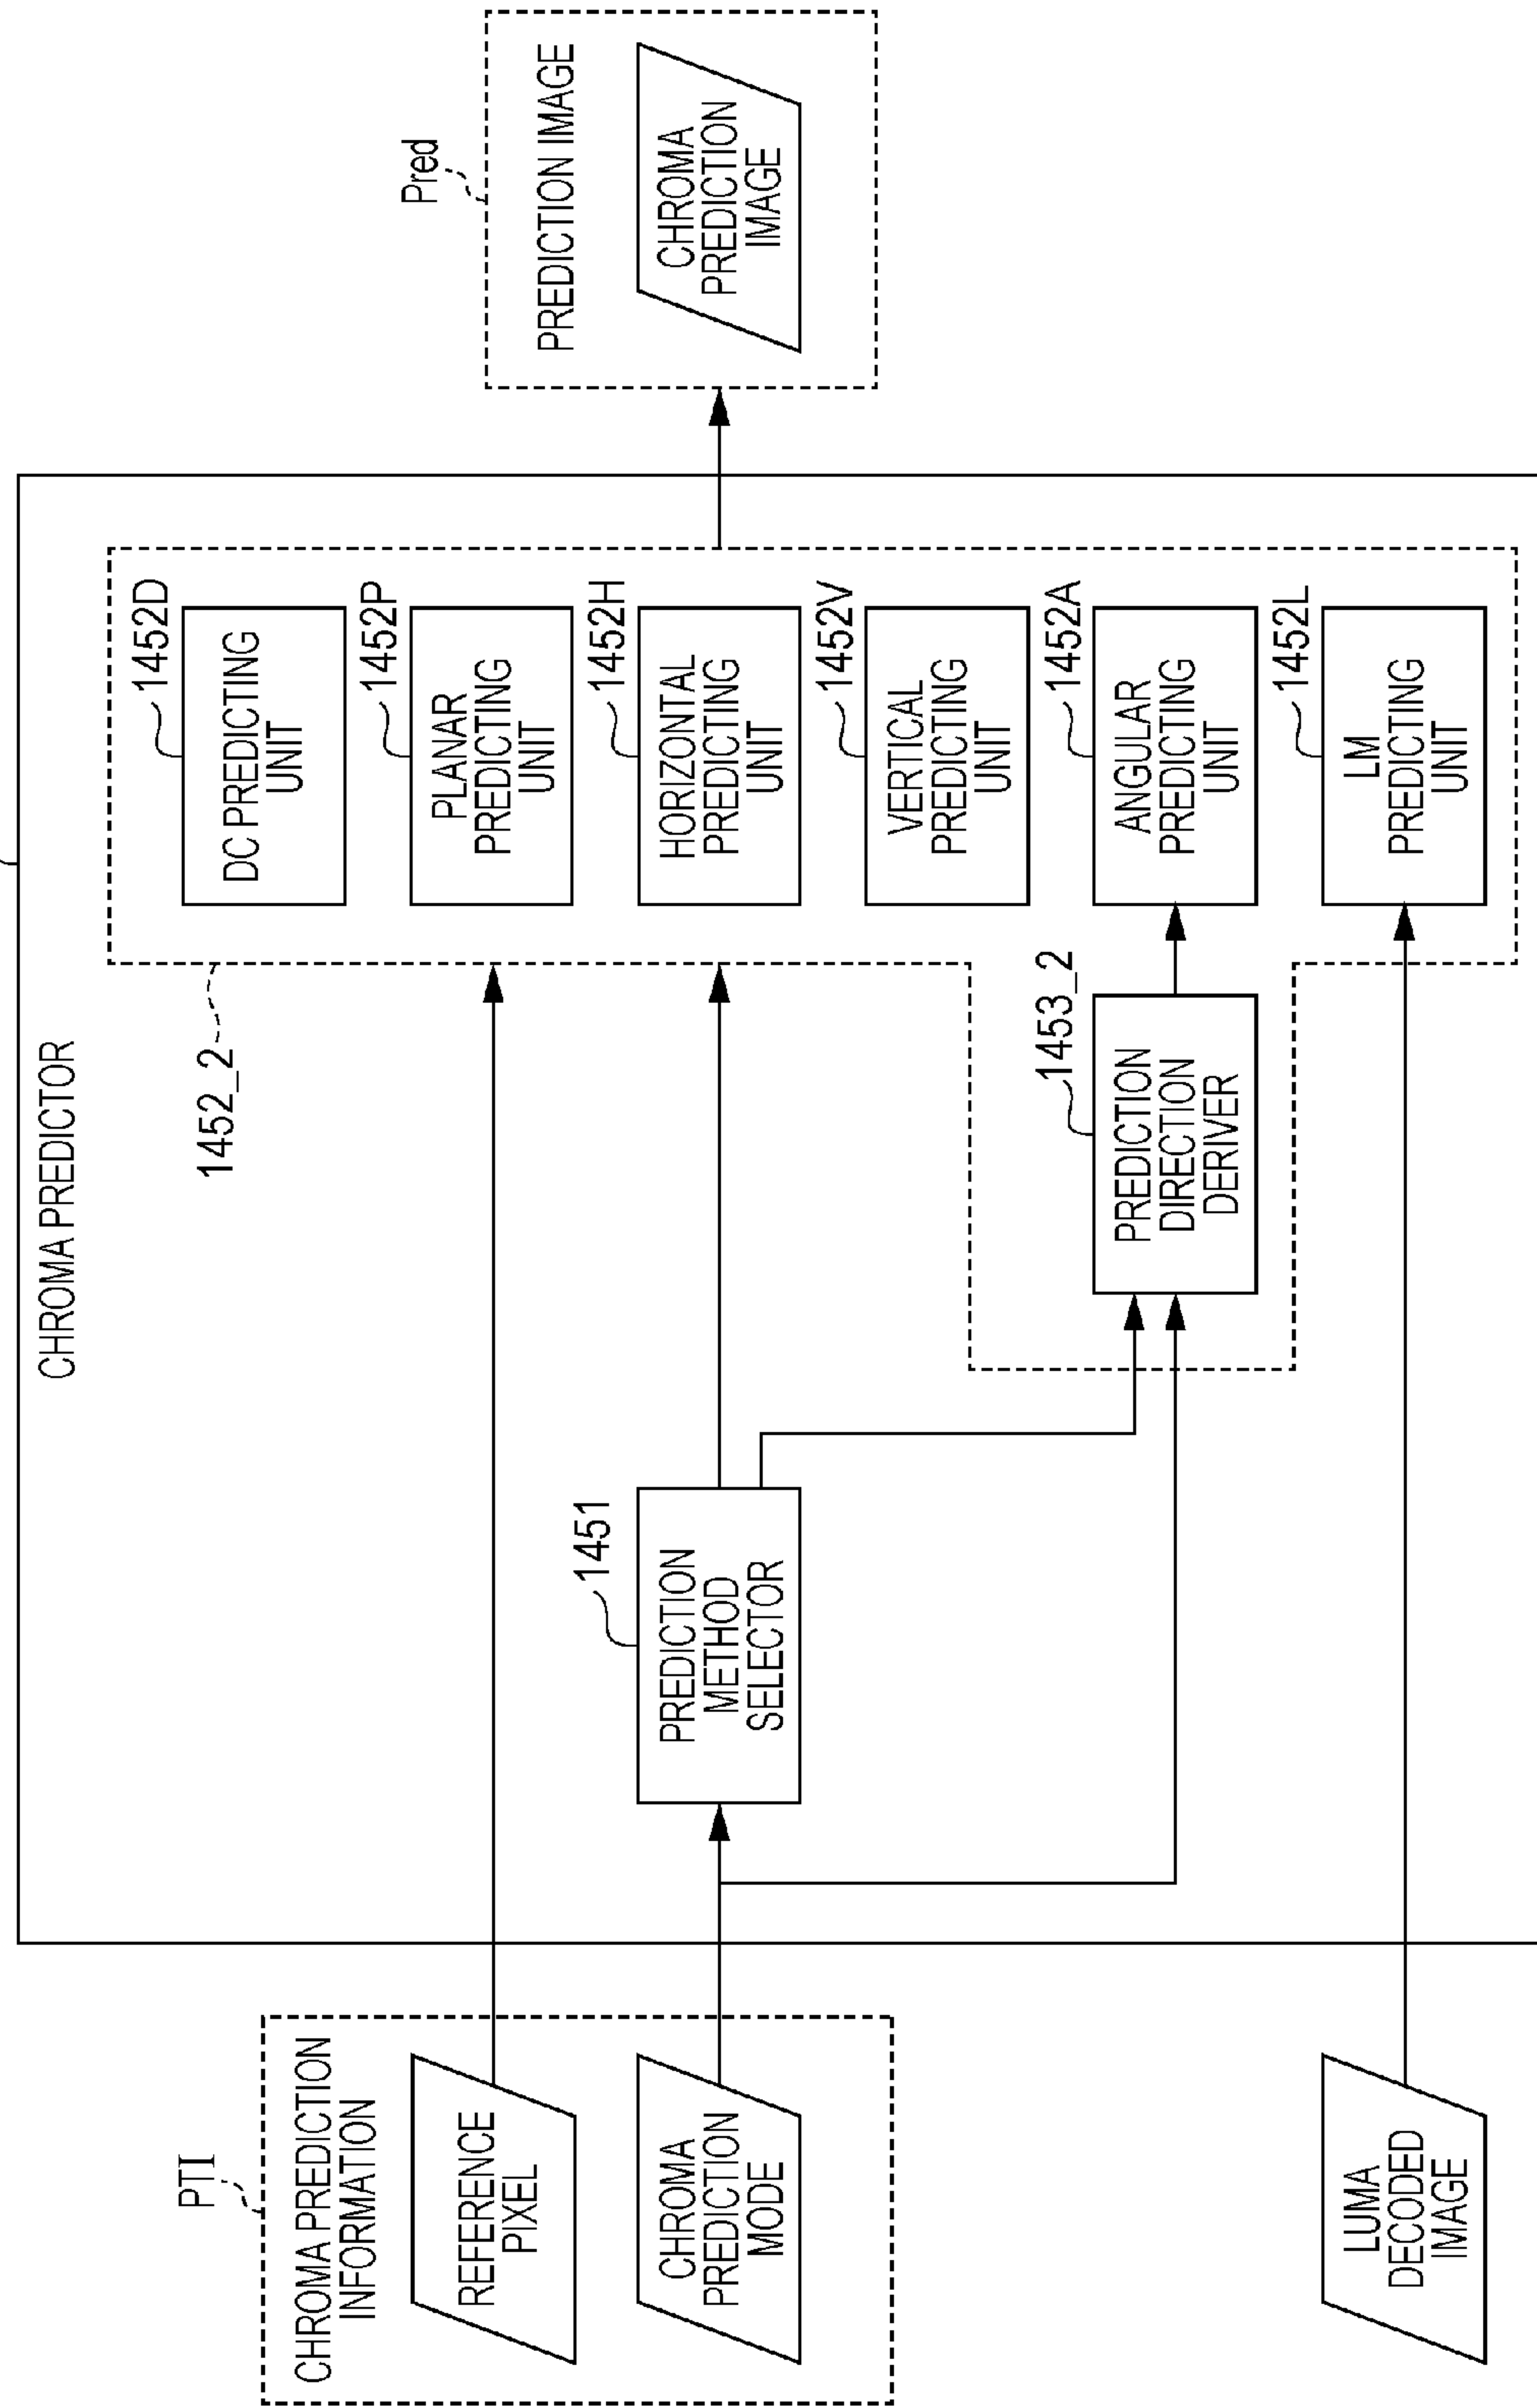 CHROMA PREDICTOR
PTI
CHROMA PREDICTION
INFORMATION
REFERENCE
PIXEL
CHROMA
PREDICTION
MODE
LUMA
DECODED
IMAGE
1451
PREDICTION
METHOD
SELECTOR
1452_2
1453_2
PREDICTION
DIRECTION
DERIVER
1452D
DC PREDICTING
UNIT
1452P
PLANAR
PREDICTING
UNIT
1452H
HORIZONTAL
PREDICTING
UNIT
1452V
VERTICAL
PREDICTING
UNIT
1452A
ANGULAR
PREDICTING
UNIT
1452L
LM
PREDICTING
UNIT
Pred
PREDICTION IMAGE
CHROMA
PREDICTION
IMAGE